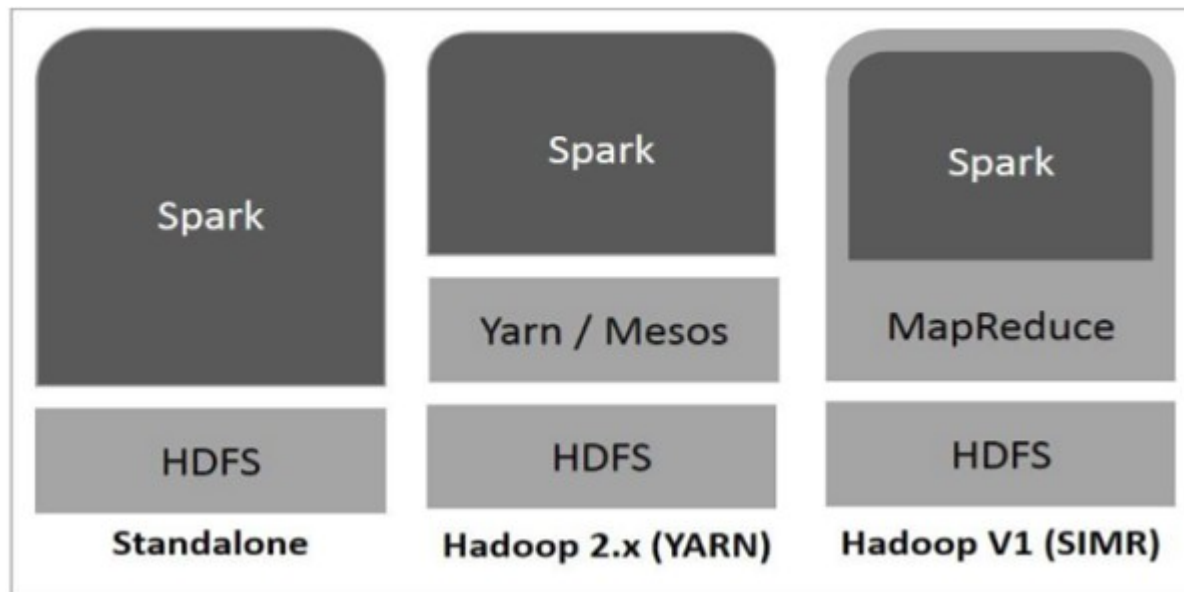 Spark
HDFS
Standalone
Spark
Yarn / Mesos
HDFS
Hadoop 2.x (YARN)
Spark
MapReduce
HDFS
Hadoop V1 (SIMR)